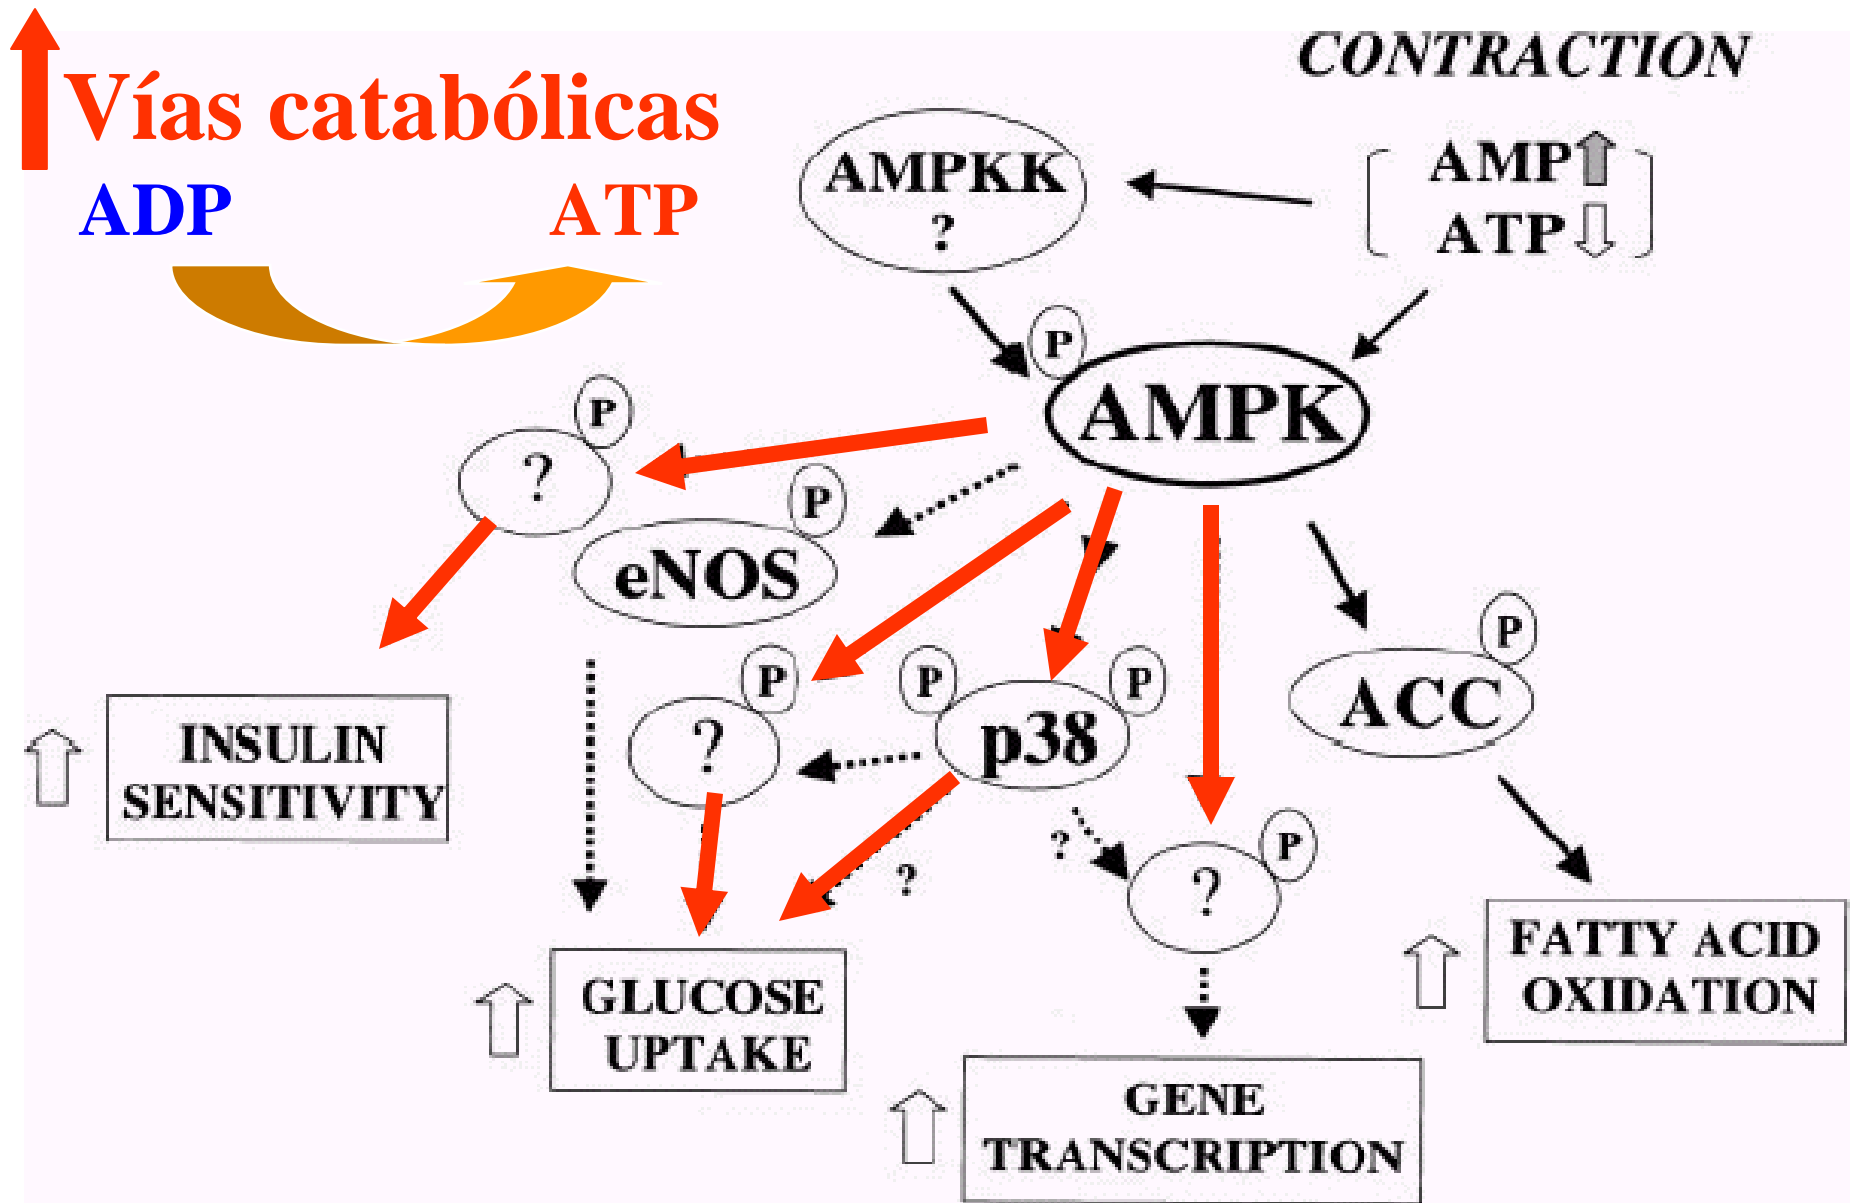 CONTRACTION
Vías catabólicas
ADP ATP
AMPKK
?
AMP
ATP
P
AMPK
P
?
P
eNOS
P
?
P
p38
P
P
ACC
?
?
P
?
INSULIN
SENSITIVITY
GLUCOSE
UPTAKE
GENE
TRANSCRIPTION
FATTY ACID
OXIDATION